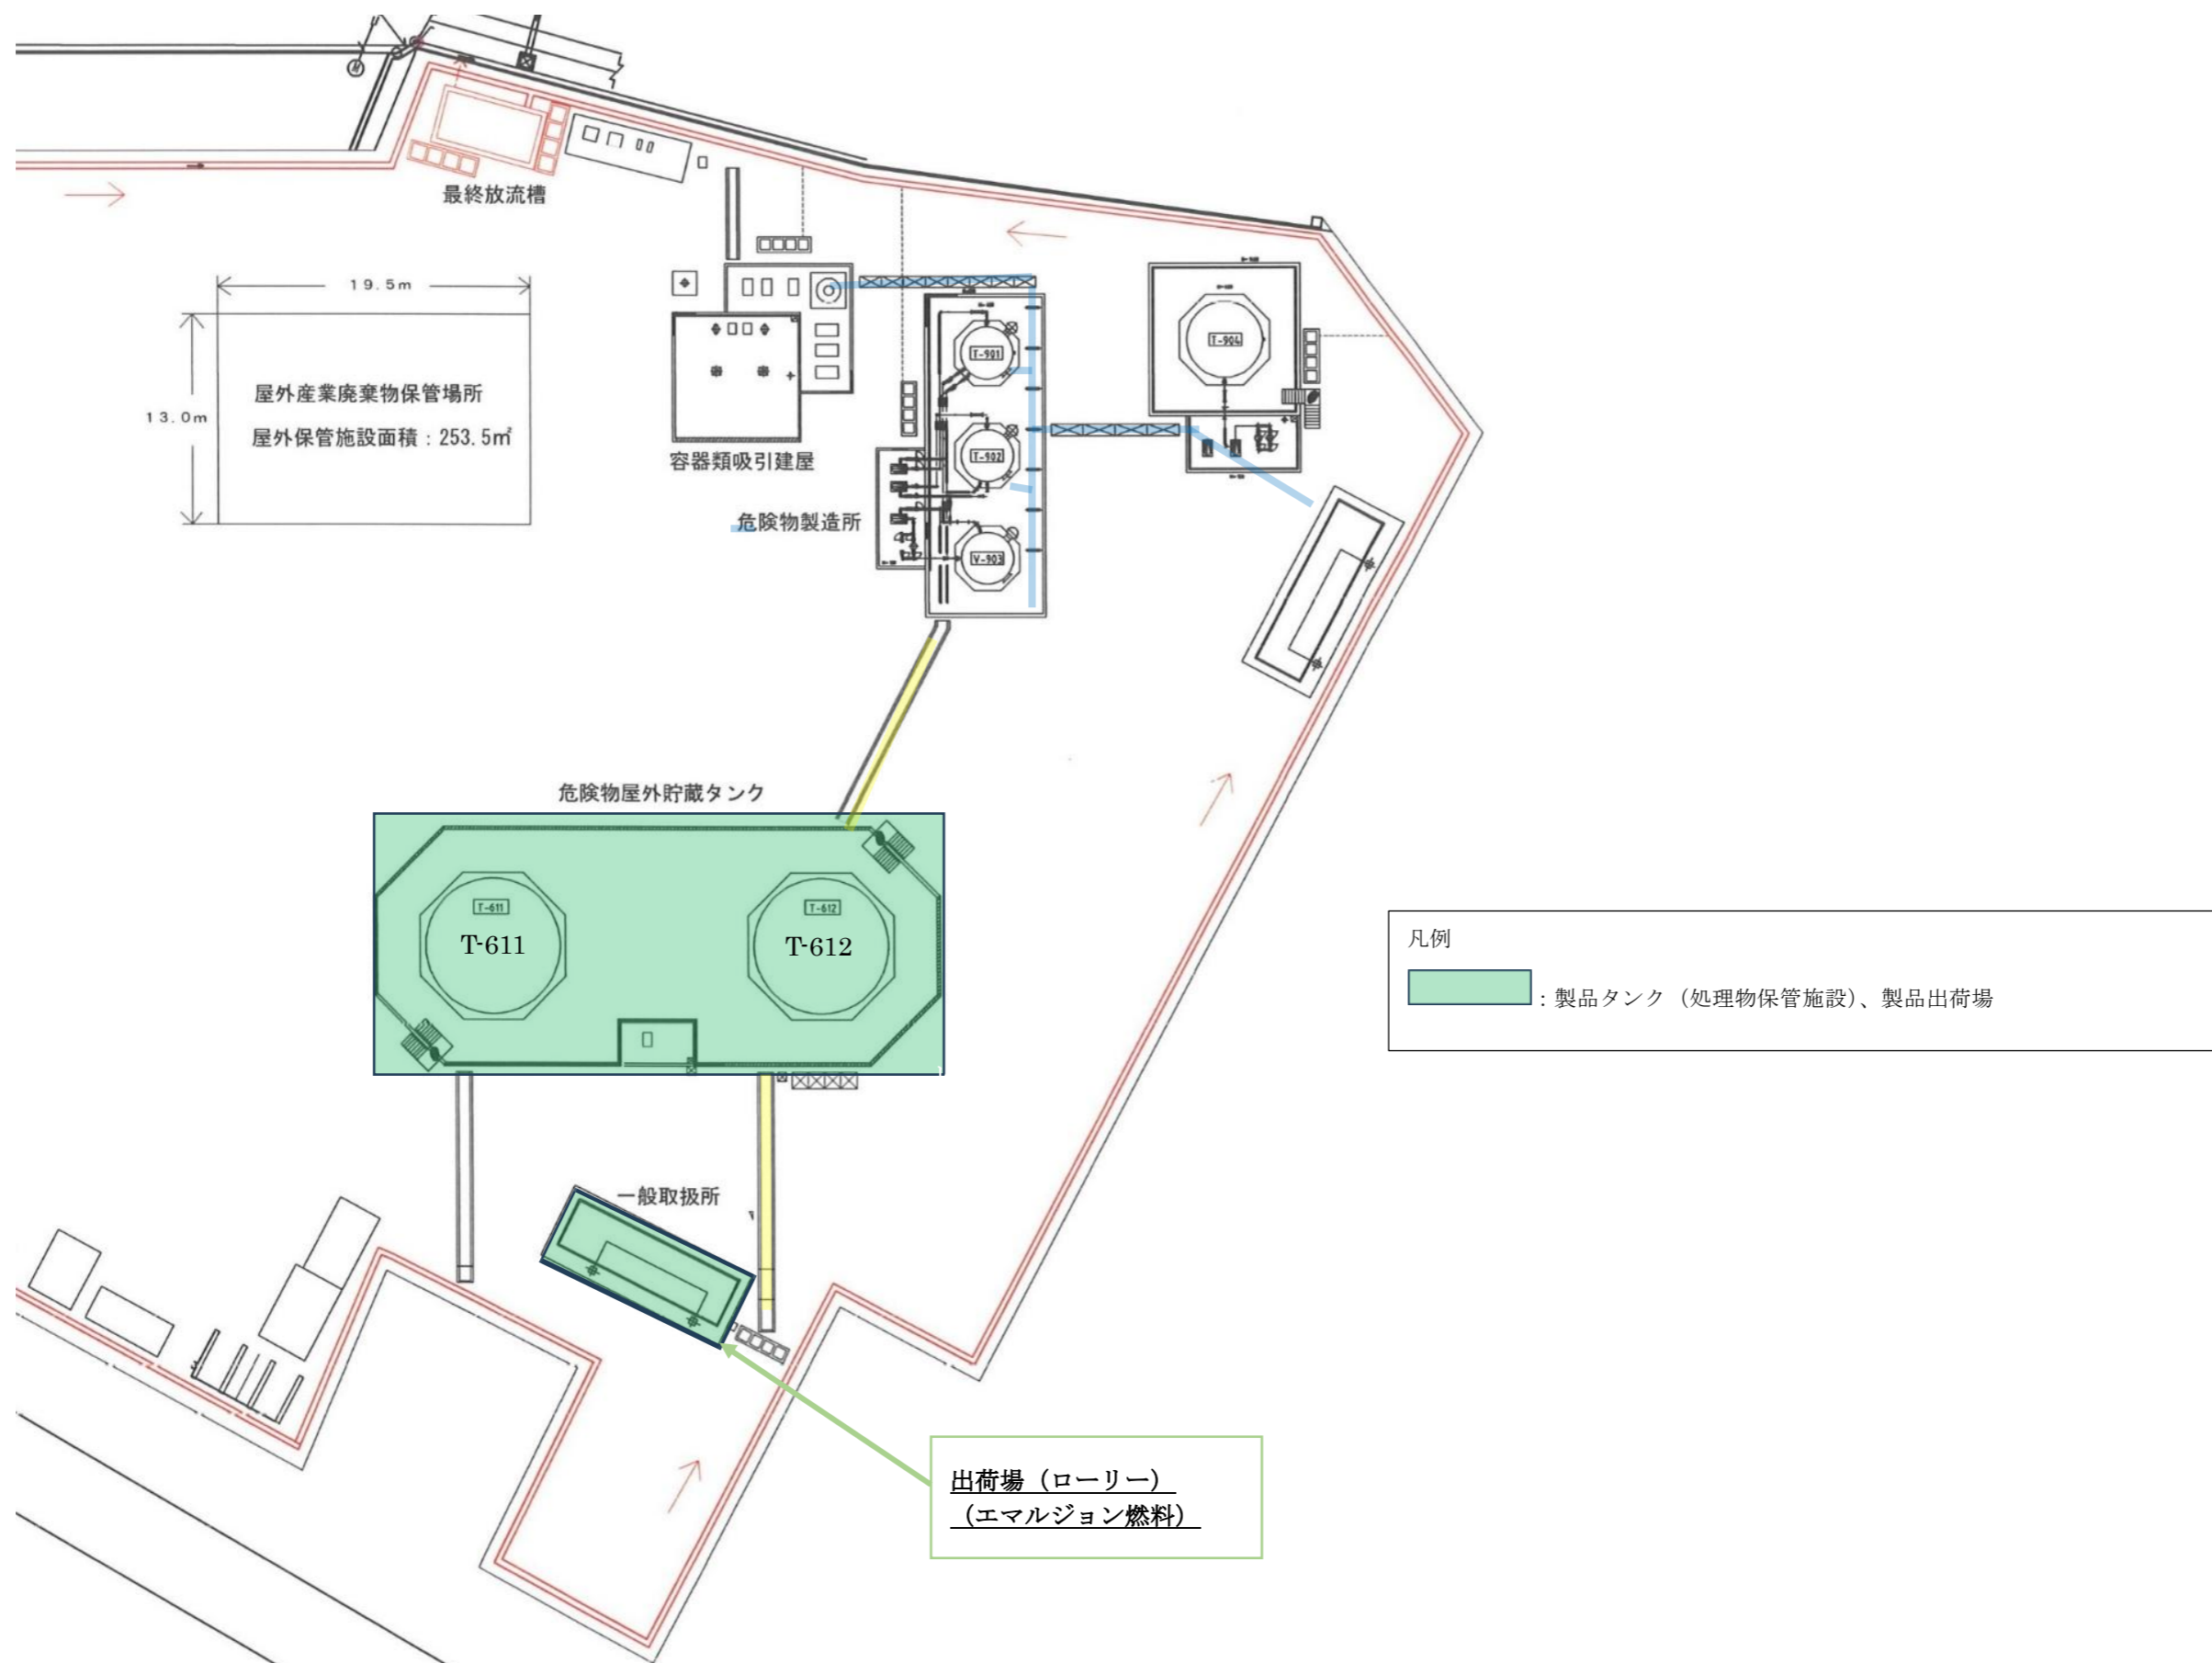 最終放流槽
19.5m
13.0m
屋外産業廃棄物保管場所
屋外保管施設面積：253.5㎡
容器類吸引建屋
危険物製造所
T-901
T-902
V-903
T-904
危険物屋外貯蔵タンク
T-611
T-611
T-612
T-612
凡例
：製品タンク（処理物保管施設）、製品出荷場
一般取扱所
出荷場（ローリー）
（エマルジョン燃料）